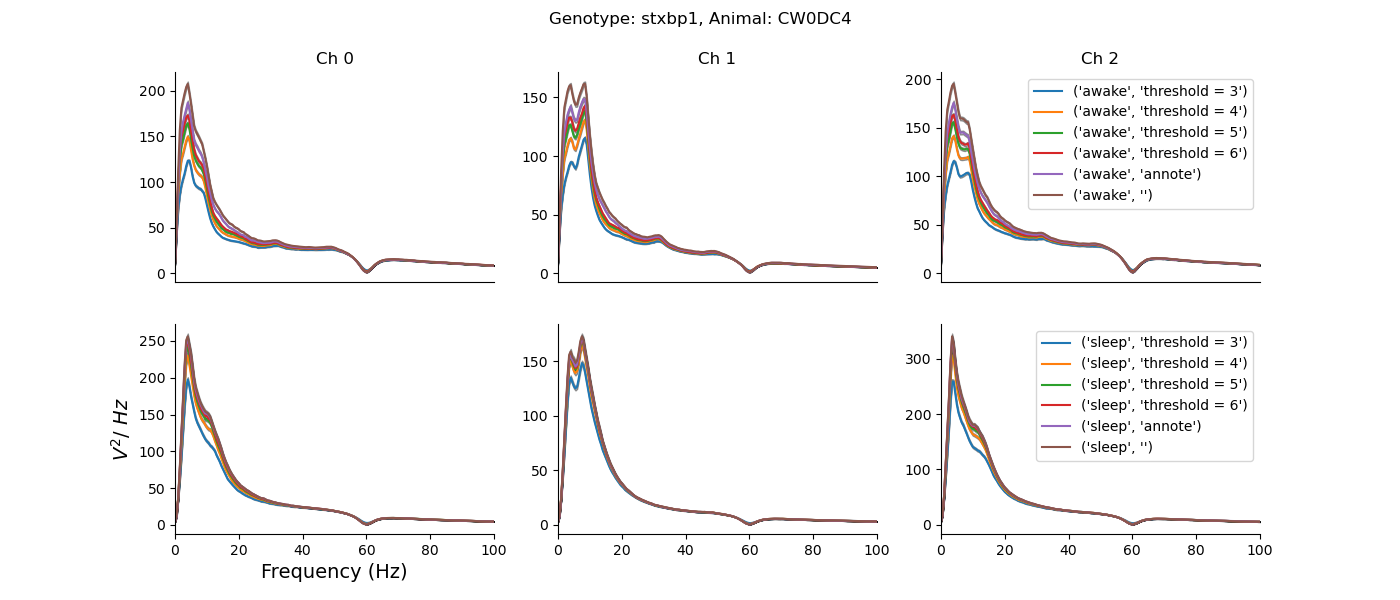 Genotype: stxbp1, Animal: CW0DC4
Ch 0
Ch 1
Ch 2
200
150
100
50
0
150
100
50
0
200
150
100
50
0
('awake', 'threshold = 3')
('awake', 'threshold = 4')
('awake', 'threshold = 5')
('awake', 'threshold = 6')
('awake', 'annote')
('awake', '')
V²/ Hz
250
200
150
100
50
0
0 20 40 60 80 100
Frequency (Hz)
150
100
50
0
0 20 40 60 80 100
300
200
100
0
0 20 40 60 80 100
('sleep', 'threshold = 3')
('sleep', 'threshold = 4')
('sleep', 'threshold = 5')
('sleep', 'threshold = 6')
('sleep', 'annote')
('sleep', '')